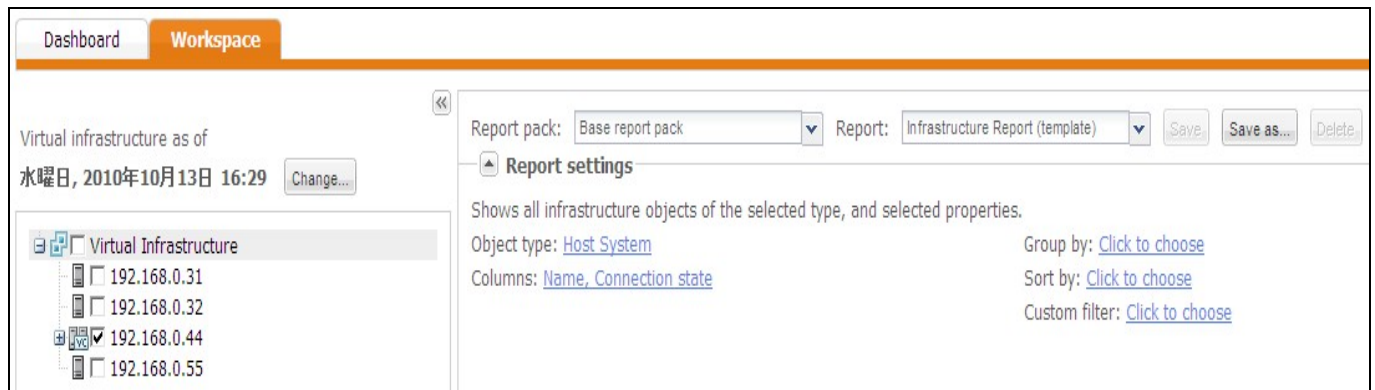 Dashboard Workspace
Virtual infrastructure as of
水曜日, 2010年10月13日 16:29 Change...
Virtual Infrastructure
192.168.0.31
192.168.0.32
VC 192.168.0.44
192.168.0.55
Report pack: Base report pack Report: Infrastructure Report (template) Save Save as... Delete
Report settings
Shows all infrastructure objects of the selected type, and selected properties.
Object type: Host System
Columns: Name, Connection state
Group by: Click to choose
Sort by: Click to choose
Custom filter: Click to choose